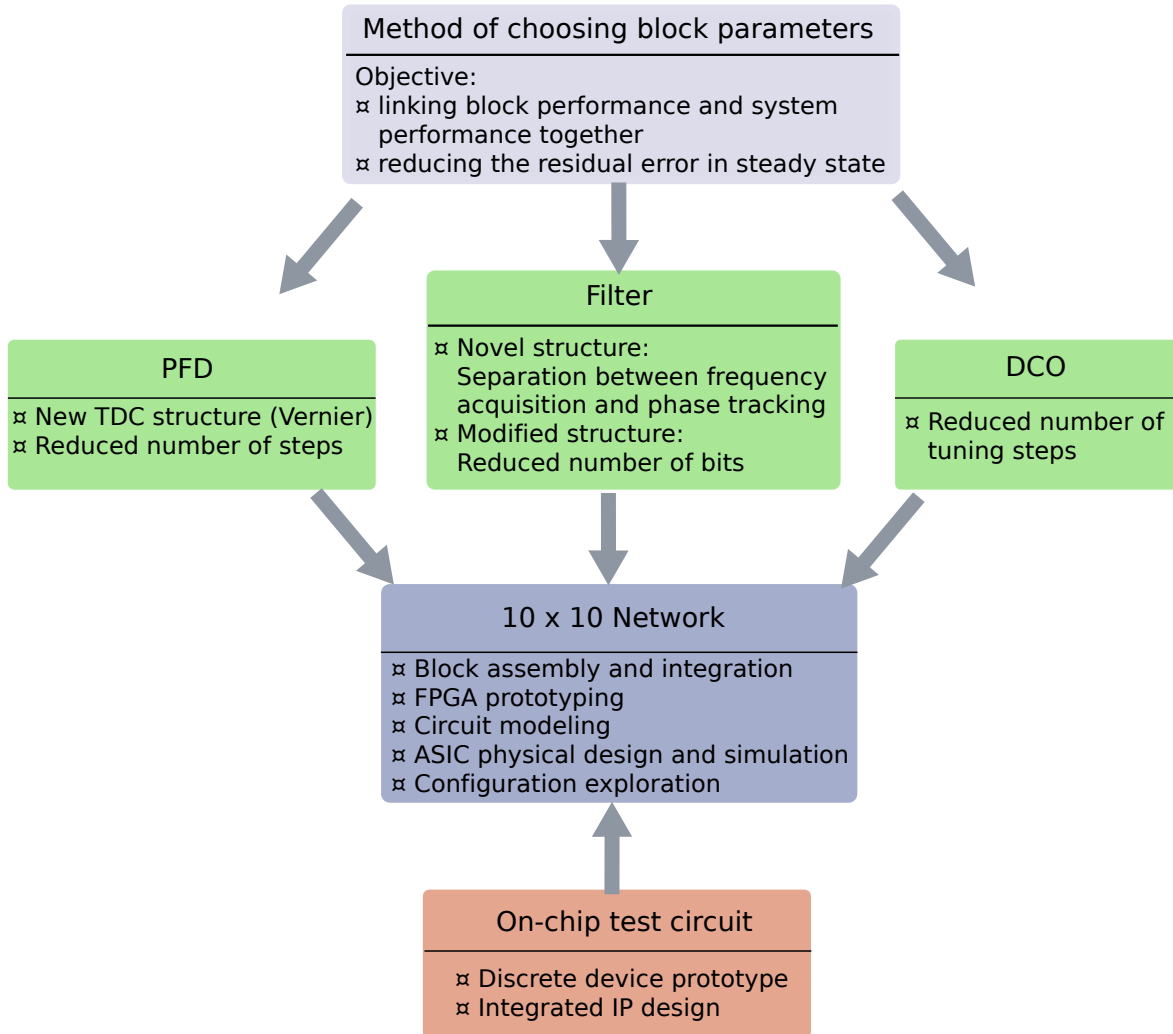 Method of choosing block parameters
Objective:
¤ linking block performance and system
performance together
¤ reducing the residual error in steady state
Filter
¤ Novel structure:
Separation between frequency
acquisition and phase tracking
¤ Modified structure:
Reduced number of bits
PFD
¤ New TDC structure (Vernier)
¤ Reduced number of steps
DCO
¤ Reduced number of
tuning steps
10 x 10 Network
¤ Block assembly and integration
¤ FPGA prototyping
¤ Circuit modeling
¤ ASIC physical design and simulation
¤ Configuration exploration
On-chip test circuit
¤ Discrete device prototype
¤ Integrated IP design